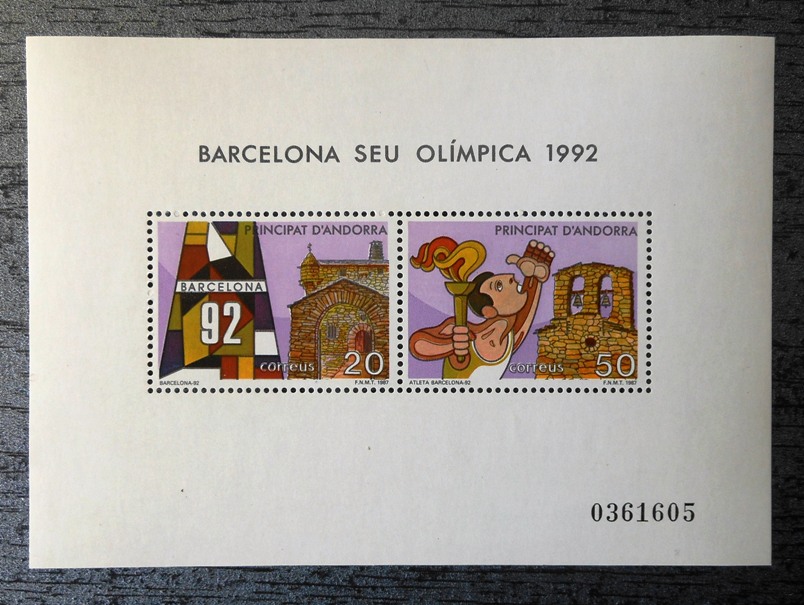 BARCELONA SEU OLÍMPICA 1992
PRINCIPAT D'ANDORRA
BARCELONA
92
correus
20
BARCELONA-92
F.N.M.T. 1987
PRINCIPAT D'ANDORRA
correus
50
ATLETA BARCELONA-92
F.N.M.T. 1987
0361605